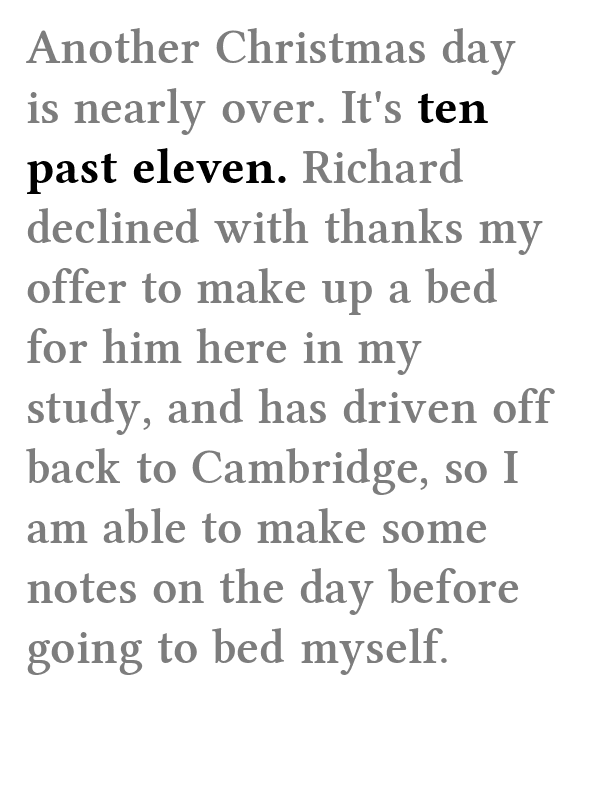 Another Christmas day
is nearly over. It's ten
past eleven. Richard
declined with thanks my
offer to make up a bed
for him here in my
study, and has driven off
back to Cambridge, so I
am able to make some
notes on the day before
going to bed myself.